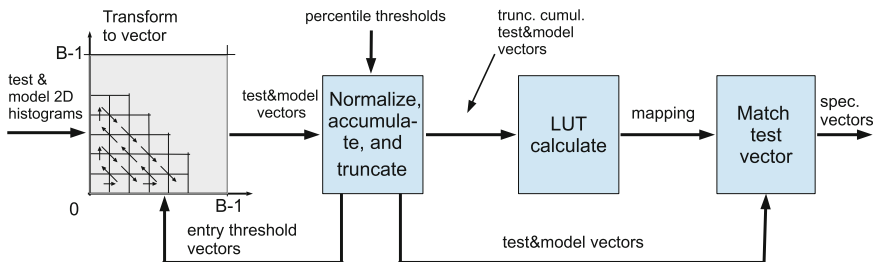 Transform
to vector
B-1
test &
model 2D
histograms
0
B-1
test&model
vectors
entry threshold
vectors
percentile thresholds
Normalize,
accumula-
te, and
truncate
trunc. cumul.
test&model
vectors
LUT
calculate
mapping
Match
test
vector
spec.
vectors
test&model vectors